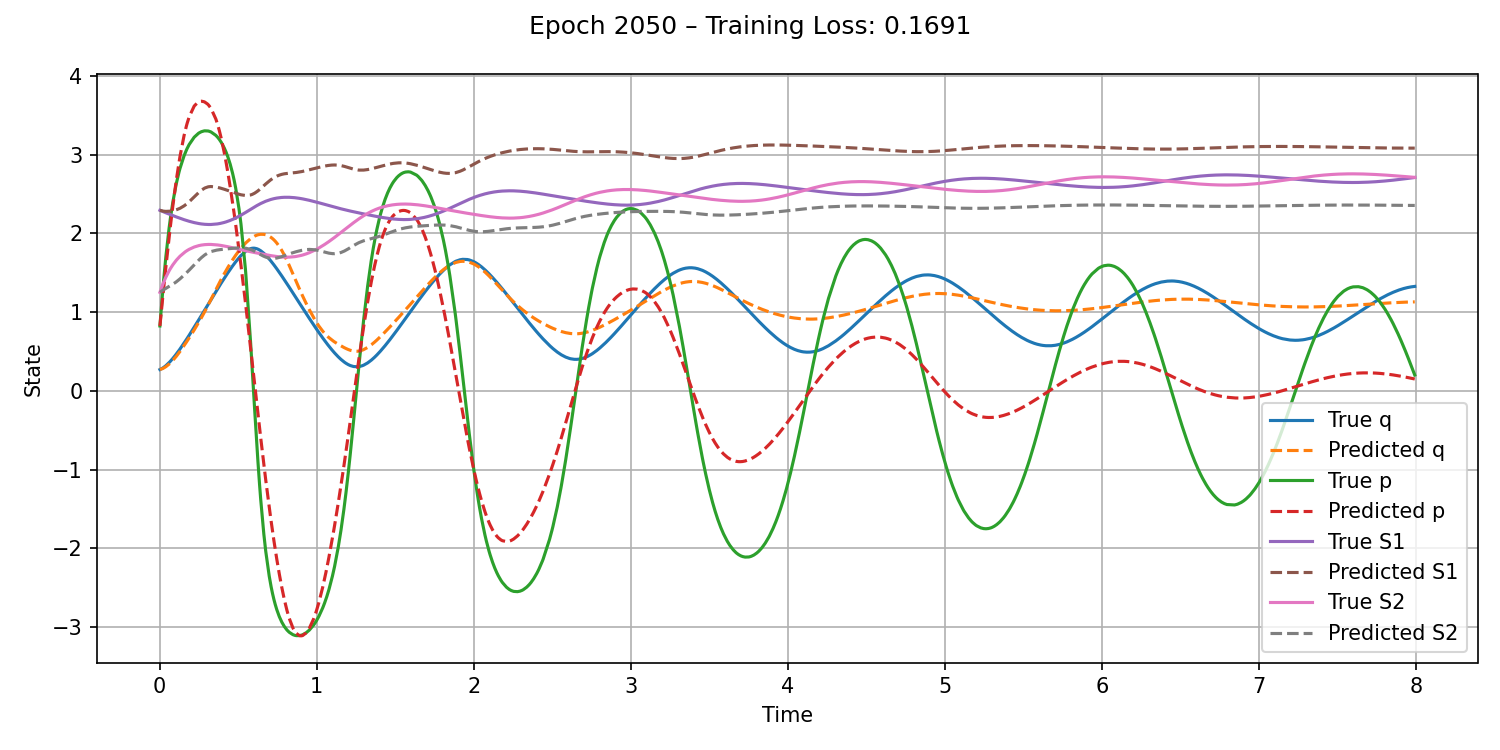 Epoch 2050 – Training Loss: 0.1691
4
3
2
1
0
−1
−2
−3
State
0 1 2 3 4 5 6 7 8
Time
True q
Predicted q
True p
Predicted p
True S1
Predicted S1
True S2
Predicted S2